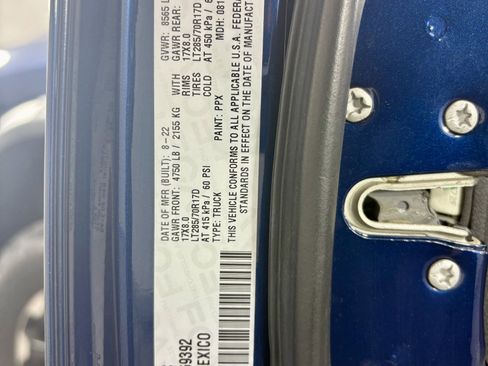 GVWR: 8565 L
DATE OF MFR (BUILT): 8-22
GAWR FRONT: 4750 LB / 2155 KG WITH GAWR REAR:
17X8.0 RIMS 17X8.0
LT285/70R17D TIRES LT285/70R17D
AT 415 kPa / 60 PSI COLD AT 450 kPa /
PAINT: PPX MDH: 081
TYPE: TRUCK
THIS VEHICLE CONFORMS TO ALL APPLICABLE U.S.A. FEDERA
STANDARDS IN EFFECT ON THE DATE OF MANUFACT
9392
EXICO